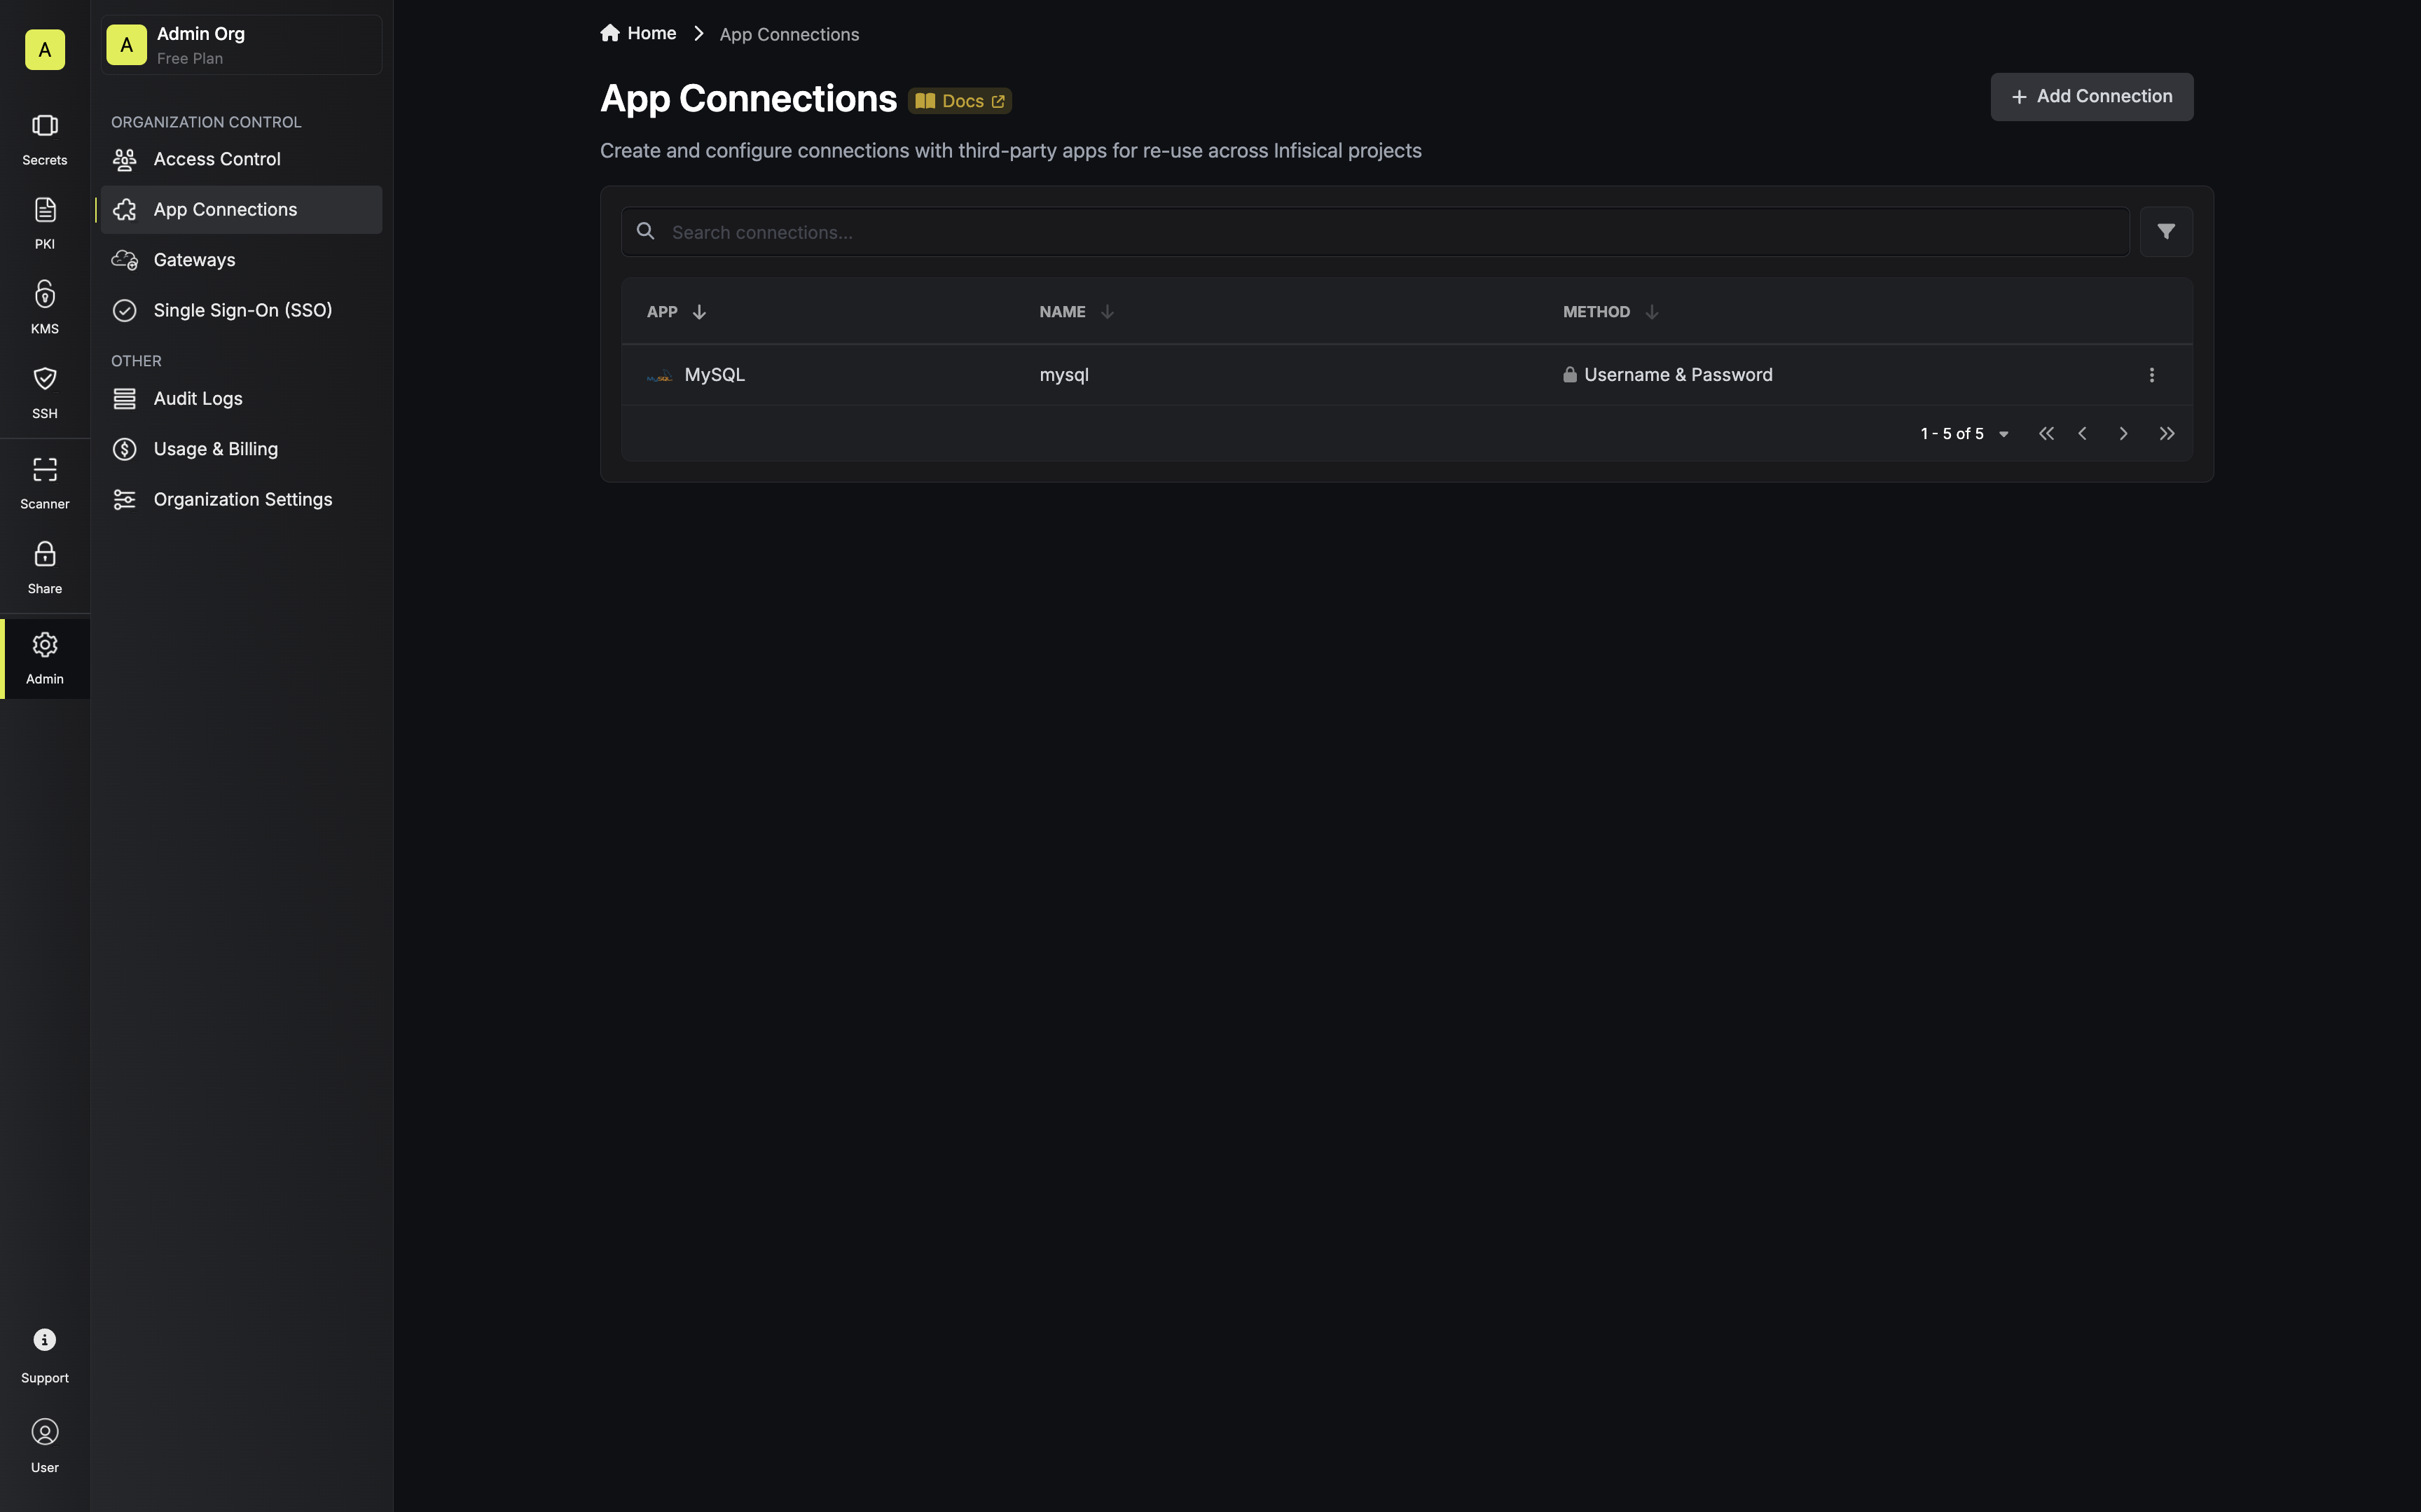 A
Secrets
PKI
KMS
SSH
Scanner
Share
Admin
Support
User
A
Admin Org
Free Plan
ORGANIZATION CONTROL
Access Control
App Connections
Gateways
Single Sign-On (SSO)
OTHER
Audit Logs
Usage & Billing
Organization Settings
Home
App Connections
App Connections
Docs
Add Connection
Create and configure connections with third-party apps for re-use across Infisical projects
Search connections...
APP NAME METHOD
MySQL MySQL mysql Username & Password
1 - 5 of 5